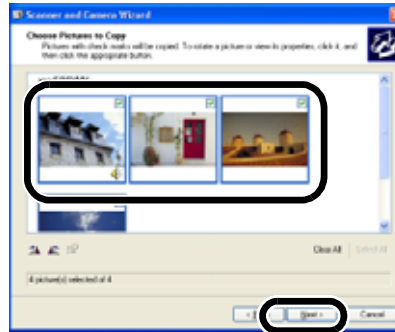 Scanner and Camera Wizard
Choose Pictures to Copy
Pictures with check marks will be copied. To rotate a picture or view its properties, click it, and
then click the appropriate button.
Clear All
Select All
4 picture(s) selected of 4
Next >
Cancel